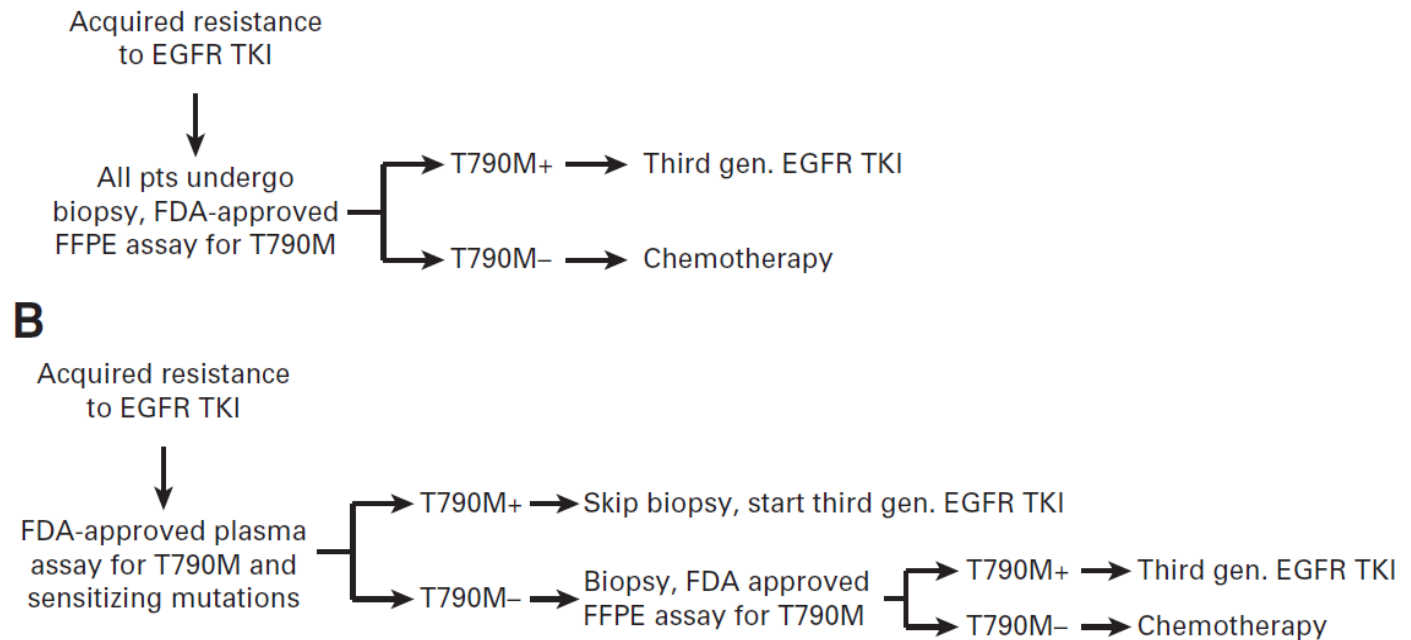 Acquired resistance
to EGFR TKI
All pts undergo
biopsy, FDA-approved
FFPE assay for T790M
T790M+
Third gen. EGFR TKI
T790M–
Chemotherapy
B
Acquired resistance
to EGFR TKI
FDA-approved plasma
assay for T790M and
sensitizing mutations
T790M+
Skip biopsy, start third gen. EGFR TKI
T790M–
Biopsy, FDA approved
FFPE assay for T790M
T790M+
Third gen. EGFR TKI
T790M–
Chemotherapy